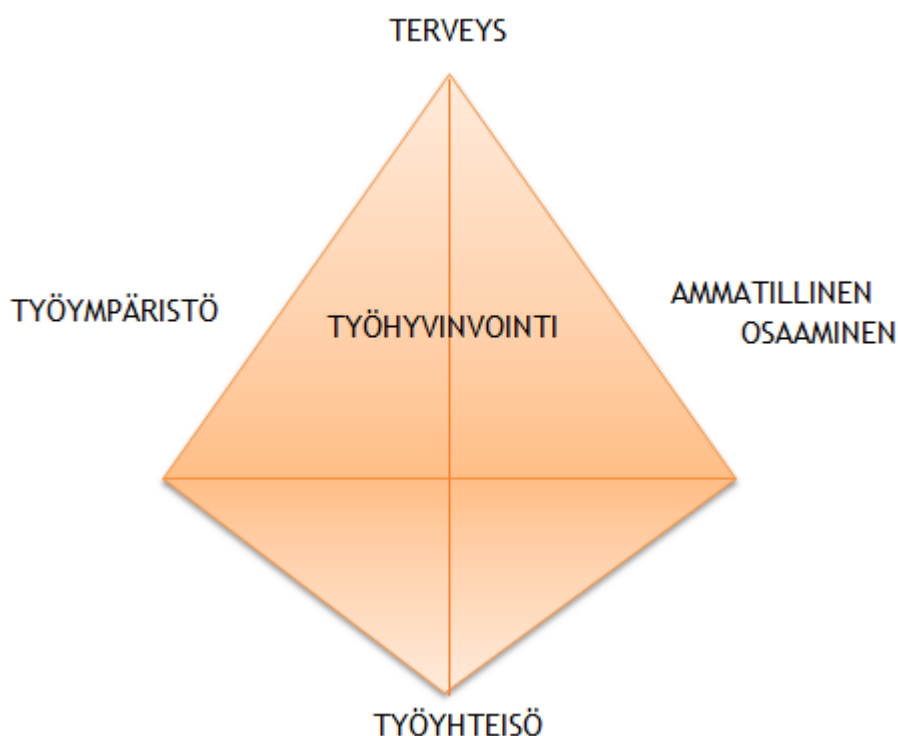 TERVEYS
TYÖYMPÄRISTÖ
TYÖHYVINVOINTI
AMMATILLINEN
OSAAMINEN
TYÖYHTEISÖ